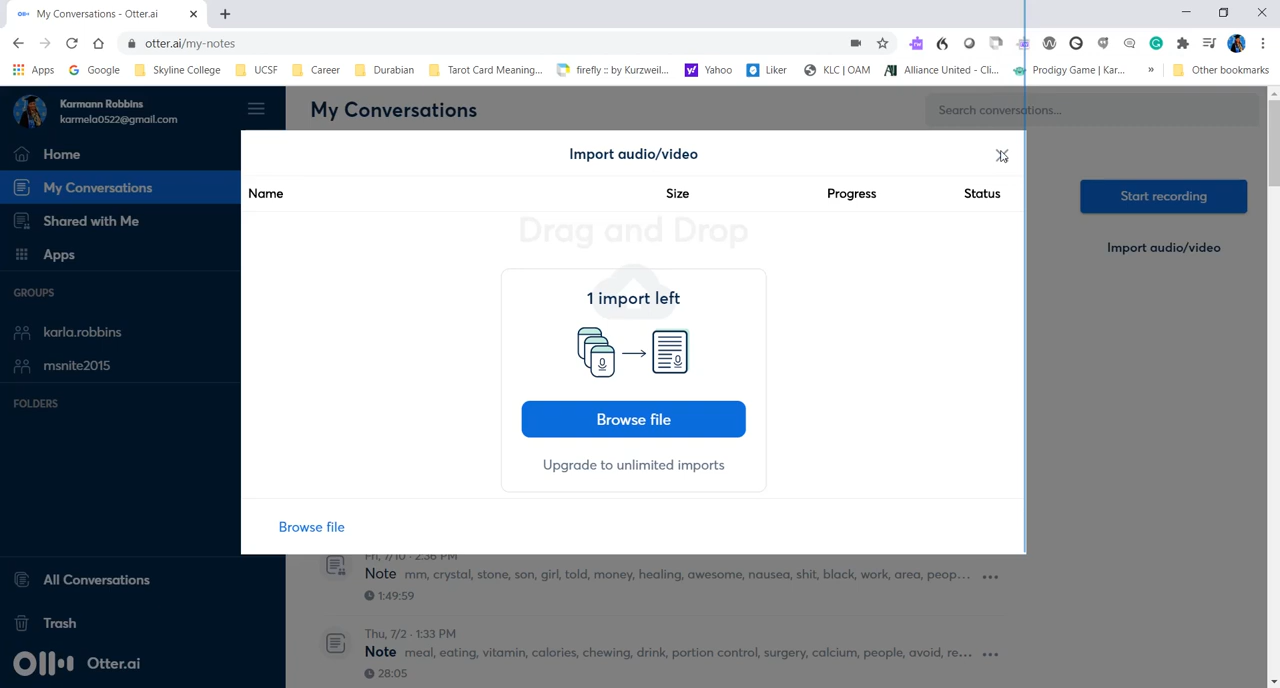 My Conversations - Otter.ai
otter.ai/my-notes
Apps Google Skyline College UCSF Career Durabian Tarot Card Meaning... firefly :: by Kurzweil... Yahoo Liker KLC | OAM Alliance United - Cli... Prodigy Game | Kar... » Other bookmarks
Karmann Robbins
karmela0522@gmail.com
My Conversations
Search conversations...
Home
My Conversations
Shared with Me
Apps
GROUPS
karla.robbins
msnite2015
FOLDERS
All Conversations
Trash
Otter.ai
Import audio/video
Name Size Progress Status
Drag and Drop
1 import left
Browse file
Upgrade to unlimited imports
Browse file
Start recording
Import audio/video
Fri, 7/10 - 2:36 PM
Note mm, crystal, stone, son, girl, told, money, healing, awesome, nausea, shit, black, work, area, peop...
1:49:59
Thu, 7/2 - 1:33 PM
Note meal, eating, vitamin, calories, chewing, drink, portion control, surgery, calcium, people, avoid, re...
28:05